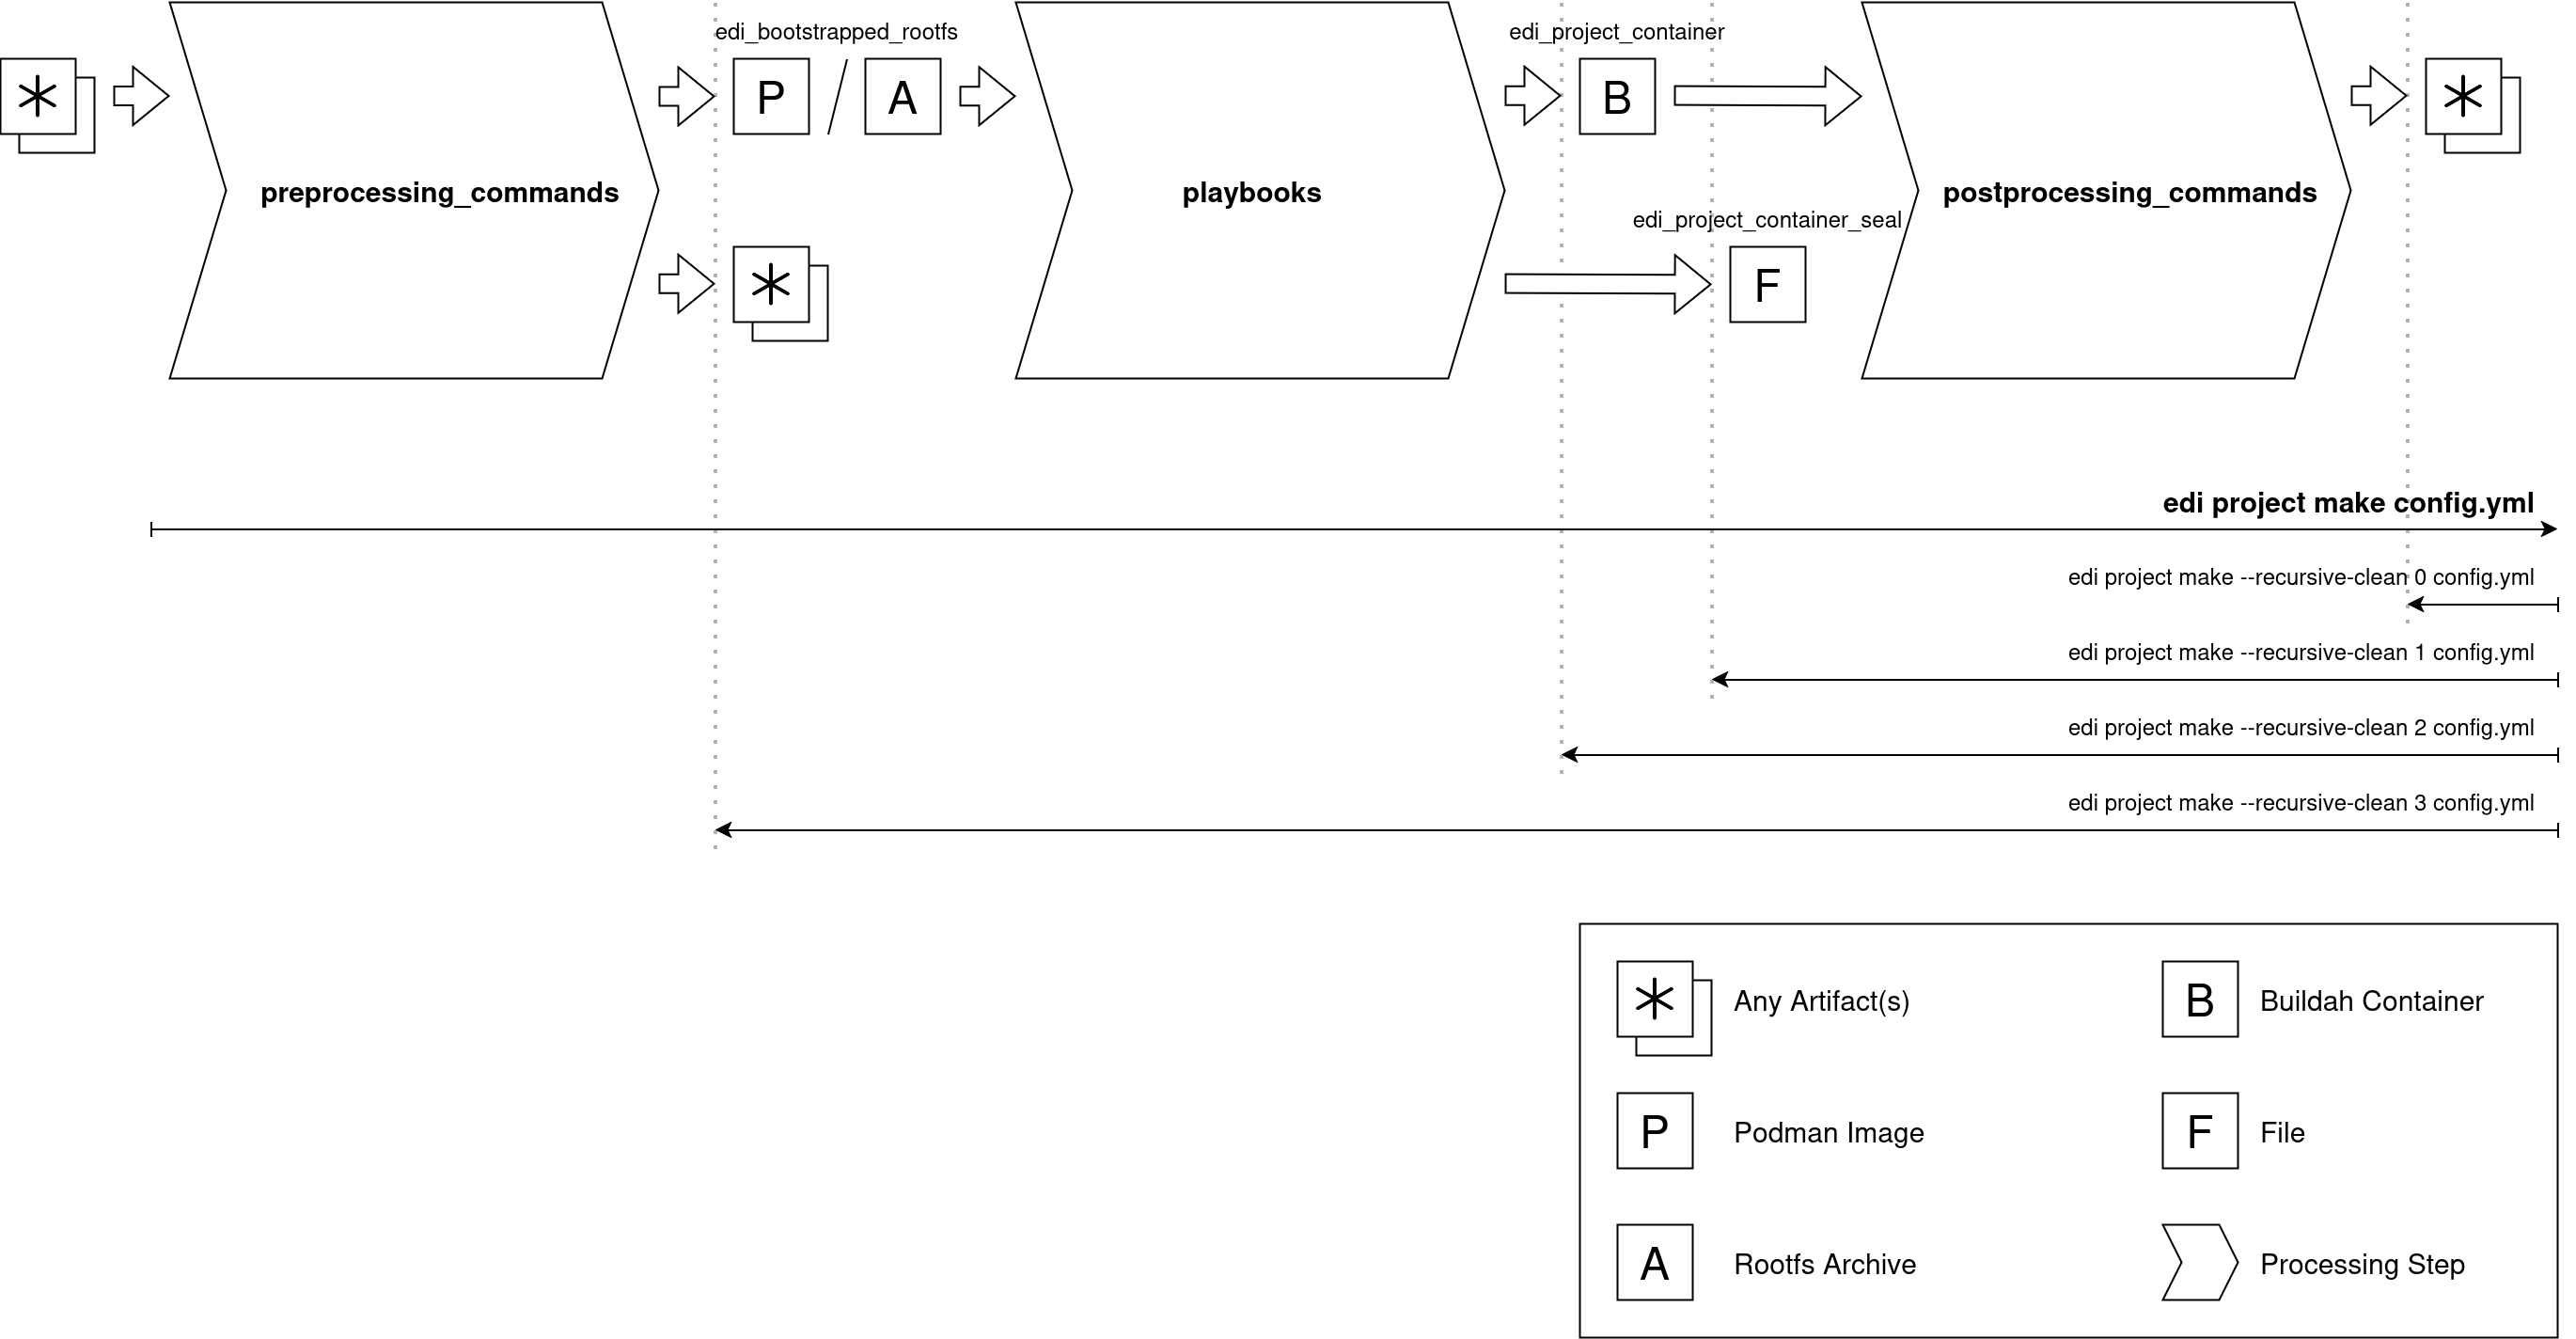 edi_bootstrapped_rootfs
edi_project_container
*
P / A
B
*
preprocessing_commands
playbooks
postprocessing_commands
edi_project_container_seal
*
F
edi project make config.yml
edi project make --recursive-clean 0 config.yml
edi project make --recursive-clean 1 config.yml
edi project make --recursive-clean 2 config.yml
edi project make --recursive-clean 3 config.yml
* Any Artifact(s)
B Buildah Container
P Podman Image
F File
A Rootfs Archive
Processing Step